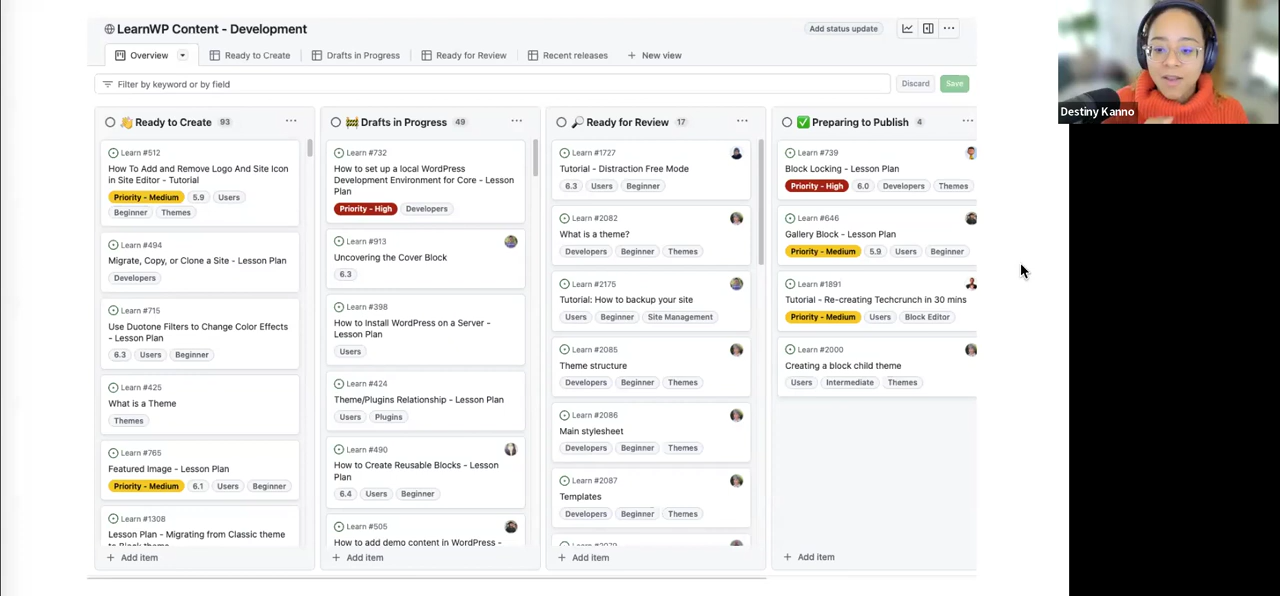 LearnWP Content - Development
Add status update
Overview
Ready to Create
Drafts in Progress
Ready for Review
Recent releases
New view
Filter by keyword or by field
Discard
Save
Ready to Create 93
Learn #512
How To Add and Remove Logo And Site Icon
in Site Editor - Tutorial
Priority - Medium 5.9 Users
Beginner Themes
Learn #494
Migrate, Copy, or Clone a Site - Lesson Plan
Developers
Learn #715
Use Duotone Filters to Change Color Effects
- Lesson Plan
6.3 Users Beginner
Learn #425
What is a Theme
Themes
Learn #765
Featured Image - Lesson Plan
Priority - Medium 6.1 Users Beginner
Learn #1308
Lesson Plan - Migrating from Classic theme
to Block theme
Add item
Drafts in Progress 49
Learn #732
How to set up a local WordPress
Development Environment for Core - Lesson
Plan
Priority - High Developers
Learn #913
Uncovering the Cover Block
6.3
Learn #398
How to Install WordPress on a Server -
Lesson Plan
Users
Learn #424
Theme/Plugins Relationship - Lesson Plan
Users Plugins
Learn #490
How to Create Reusable Blocks - Lesson
Plan
6.4 Users Beginner
Learn #505
How to add demo content in WordPress -
Add item
Ready for Review 17
Learn #1727
Tutorial - Distraction Free Mode
6.3 Users Beginner
Learn #2082
What is a theme?
Developers Beginner Themes
Learn #2175
Tutorial: How to backup your site
Users Beginner Site Management
Learn #2085
Theme structure
Developers Beginner Themes
Learn #2086
Main stylesheet
Developers Beginner Themes
Learn #2087
Templates
Developers Beginner Themes
Add item
Preparing to Publish 4
Learn #739
Block Locking - Lesson Plan
Priority - High 6.0 Developers Themes
Learn #646
Gallery Block - Lesson Plan
Priority - Medium 5.9 Users Beginner
Learn #1891
Tutorial - Re-creating Techcrunch in 30 mins
Priority - Medium Users Block Editor
Learn #2000
Creating a block child theme
Users Intermediate Themes
Add item
Destiny Kanno